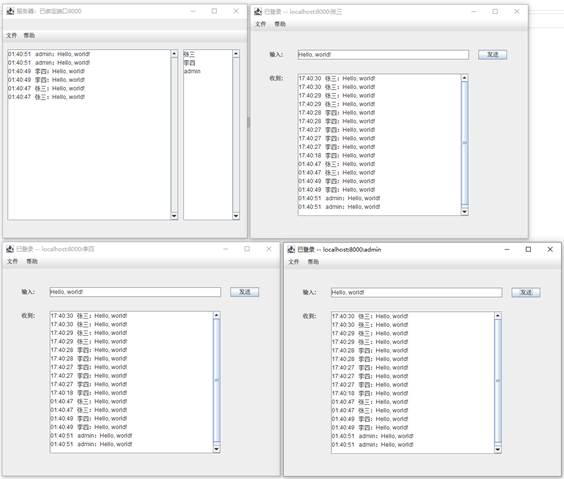 服务器：已绑定端口8000
文件 帮助
01:40:51 admin：Hello, world!
01:40:51 admin：Hello, world!
01:40:49 李四：Hello, world!
01:40:49 李四：Hello, world!
01:40:47 张三：Hello, world!
01:40:47 张三：Hello, world!
张三
李四
admin
已登录 -- localhost:8000\张三
文件 帮助
输入： Hello, world! 发送
收到：
17:40:30 张三：Hello, world!
17:40:30 张三：Hello, world!
17:40:29 张三：Hello, world!
17:40:29 张三：Hello, world!
17:40:28 李四：Hello, world!
17:40:28 李四：Hello, world!
17:40:27 李四：Hello, world!
17:40:27 李四：Hello, world!
17:40:27 李四：Hello, world!
17:40:18 李四：Hello, world!
01:40:47 张三：Hello, world!
01:40:47 张三：Hello, world!
01:40:49 李四：Hello, world!
01:40:49 李四：Hello, world!
01:40:51 admin：Hello, world!
01:40:51 admin：Hello, world!
已登录 -- localhost:8000\李四
文件 帮助
输入： Hello, world! 发送
收到：
17:40:30 张三：Hello, world!
17:40:30 张三：Hello, world!
17:40:29 张三：Hello, world!
17:40:29 张三：Hello, world!
17:40:28 李四：Hello, world!
17:40:28 李四：Hello, world!
17:40:27 李四：Hello, world!
17:40:27 李四：Hello, world!
17:40:27 李四：Hello, world!
17:40:18 李四：Hello, world!
01:40:47 张三：Hello, world!
01:40:47 张三：Hello, world!
01:40:49 李四：Hello, world!
01:40:49 李四：Hello, world!
01:40:51 admin：Hello, world!
01:40:51 admin：Hello, world!
已登录 -- localhost:8000\admin
文件 帮助
输入： Hello, world! 发送
收到：
17:40:30 张三：Hello, world!
17:40:30 张三：Hello, world!
17:40:29 张三：Hello, world!
17:40:29 张三：Hello, world!
17:40:28 李四：Hello, world!
17:40:28 李四：Hello, world!
17:40:27 李四：Hello, world!
17:40:27 李四：Hello, world!
17:40:27 李四：Hello, world!
17:40:18 李四：Hello, world!
01:40:47 张三：Hello, world!
01:40:47 张三：Hello, world!
01:40:49 李四：Hello, world!
01:40:49 李四：Hello, world!
01:40:51 admin：Hello, world!
01:40:51 admin：Hello, world!